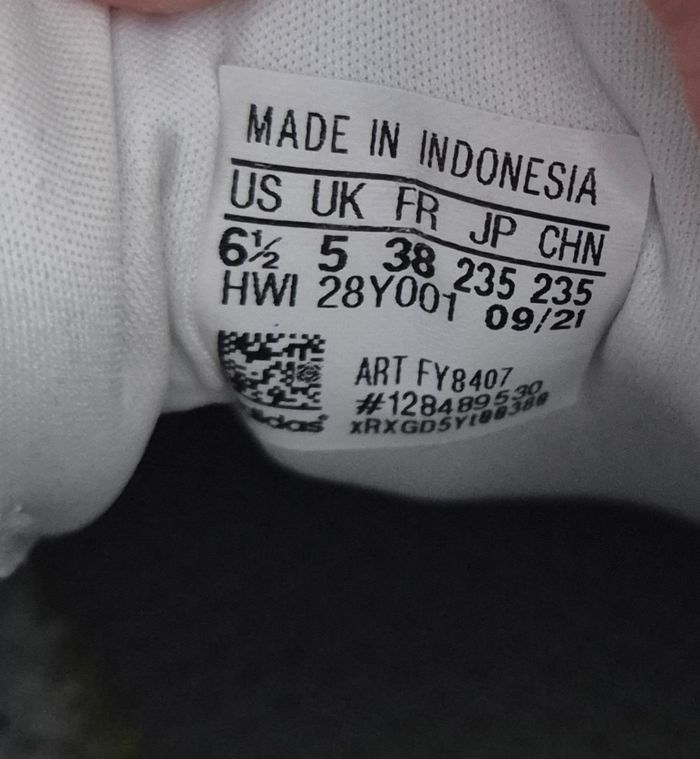 MADE IN INDONESIA
US UK FR JP CHN
6½ 5 38 235 235
HWI 28Y001 09/21
ART FY8407
#128489530
adidas